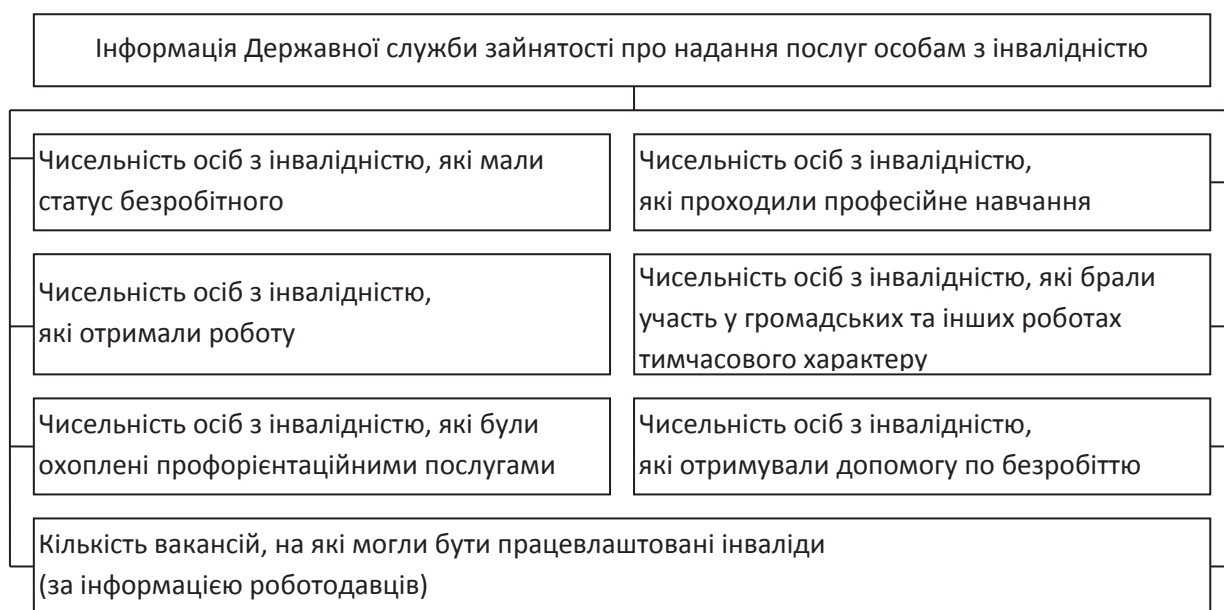 Інформація Державної служби зайнятості про надання послуг особам з інвалідністю
Чисельність осіб з інвалідністю, які мали
статус безробітного
Чисельність осіб з інвалідністю,
які проходили професійне навчання
Чисельність осіб з інвалідністю,
які отримали роботу
Чисельність осіб з інвалідністю, які брали
участь у громадських та інших роботах
тимчасового характеру
Чисельність осіб з інвалідністю, які були
охоплені профорієнтаційними послугами
Чисельність осіб з інвалідністю,
які отримували допомогу по безробіттю
Кількість вакансій, на які могли бути працевлаштовані інваліди
(за інформацією роботодавців)